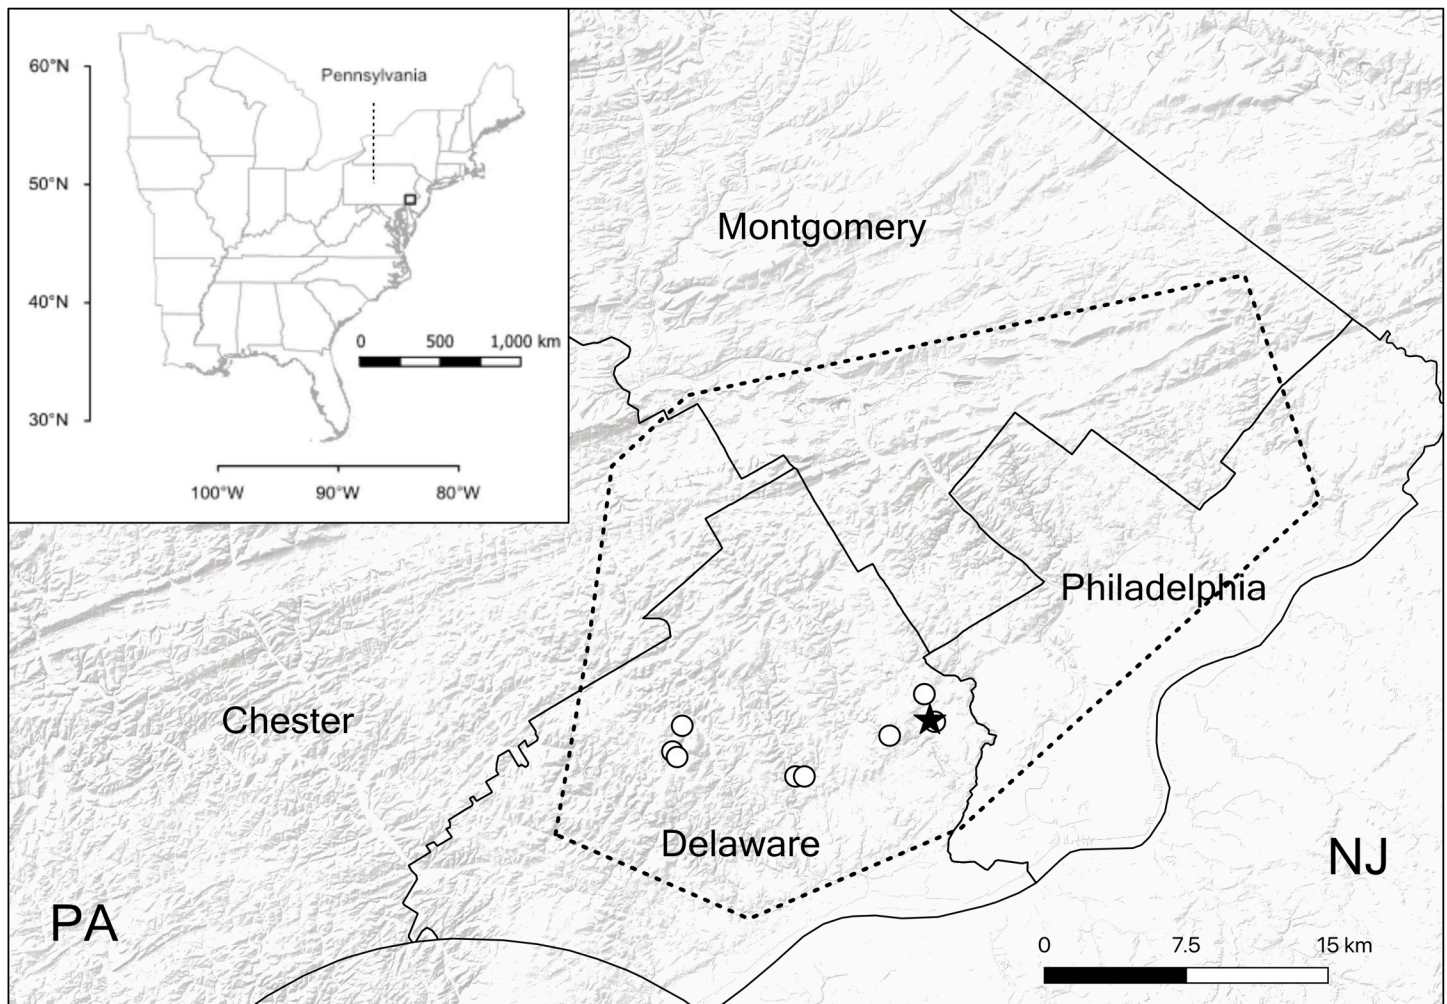 Pennsylvania
60°N
50°N
40°N
30°N
0 500 1,000 km
100°W 90°W 80°W
Montgomery
Philadelphia
Chester
Delaware
PA
NJ
0 7.5 15 km